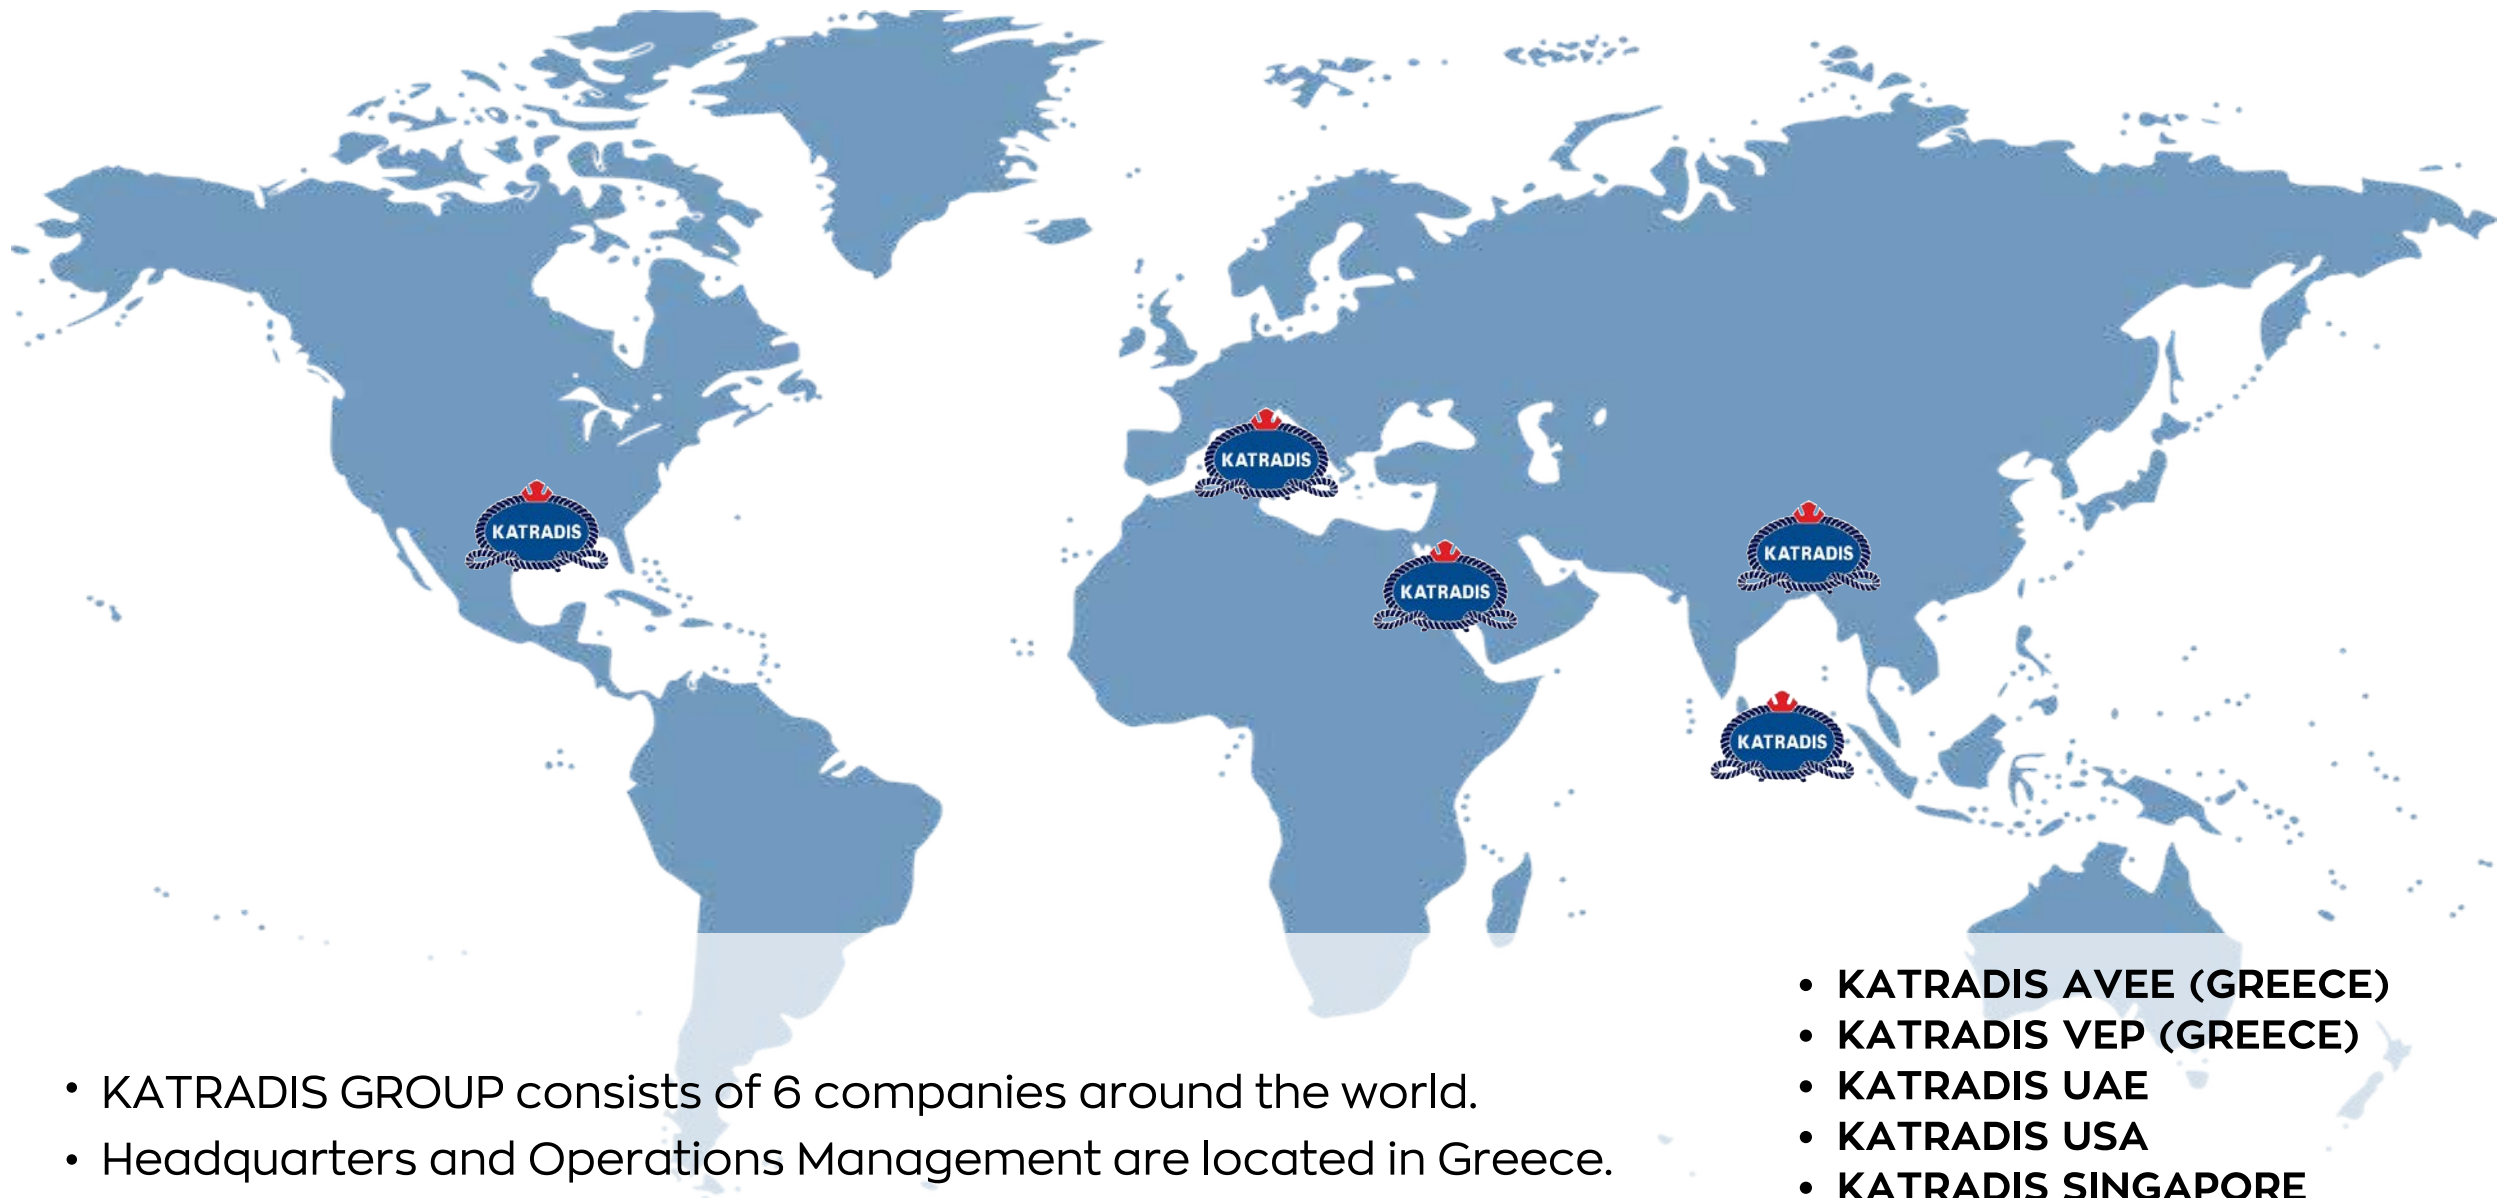 KATRADIS
KATRADIS
KATRADIS
KATRADIS
KATRADIS
• KATRADIS GROUP consists of 6 companies around the world.
• Headquarters and Operations Management are located in Greece.
• KATRADIS AVEE (GREECE)
• KATRADIS VEP (GREECE)
• KATRADIS UAE
• KATRADIS USA
• KATRADIS SINGAPORE